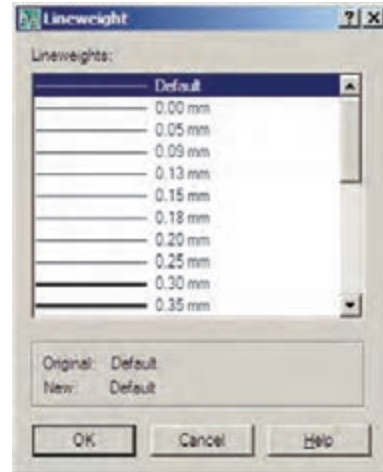 Lineweight
Lineweights:
Default
0.00 mm
0.05 mm
0.09 mm
0.13 mm
0.15 mm
0.18 mm
0.20 mm
0.25 mm
0.30 mm
0.35 mm
Original: Default
New: Default
OK Cancel Help